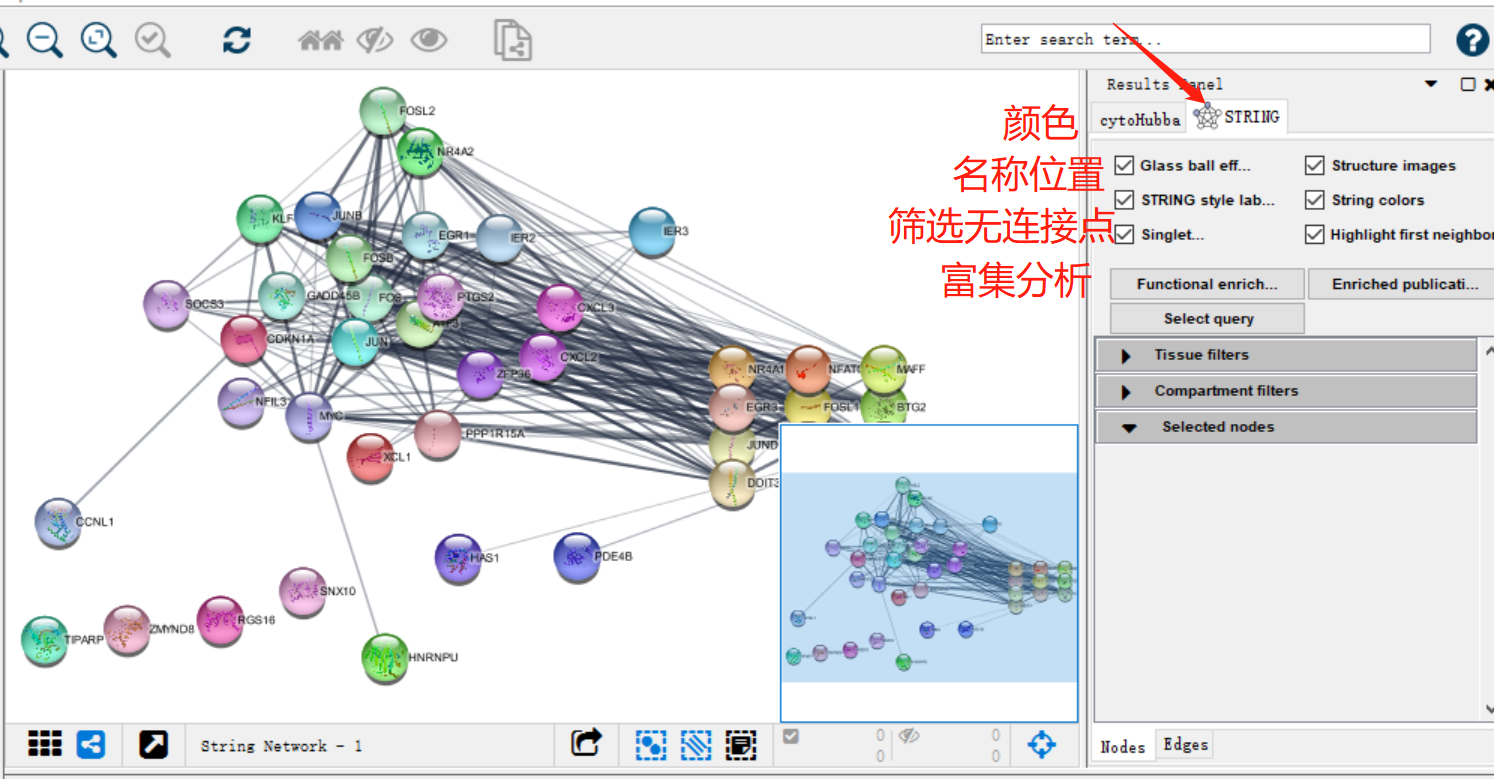 Enter search term...
Results Panel
cytoHubba
STRING
颜色
名称位置
筛选无连接点
富集分析
Glass ball eff...
Structure images
STRING style lab...
String colors
Singlet...
Highlight first neighbor
Functional enrich...
Enriched publicati...
Select query
Tissue filters
Compartment filters
Selected nodes
FOSL2
NR4A2
KLF
JUNB
EGR1
IER2
IER3
FOSB
SOCS3
GADD45B
FOS
PTGS2
CXCL3
ATF3
CDKN1A
JUN
CXCL2
ZFP36
NR4A1
NFATC
MAFF
NFIL3
MYC
EGR3
FOSL1
BTG2
PPP1R15A
JUND
XCL1
DDIT3
CCNL1
HAS1
PDE4B
SNX10
RGS16
ZMYND8
TIPARP
HNRNPU
String Network - 1
0
0
0
0
Nodes
Edges